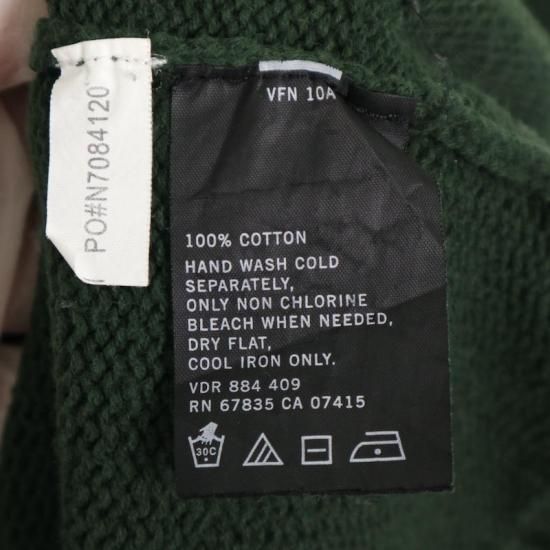 PO#N7084120
VFN 10A
100% COTTON
HAND WASH COLD
SEPARATELY,
ONLY NON CHLORINE
BLEACH WHEN NEEDED,
DRY FLAT,
COOL IRON ONLY.
VDR 884 409
RN 67835 CA 07415
30C